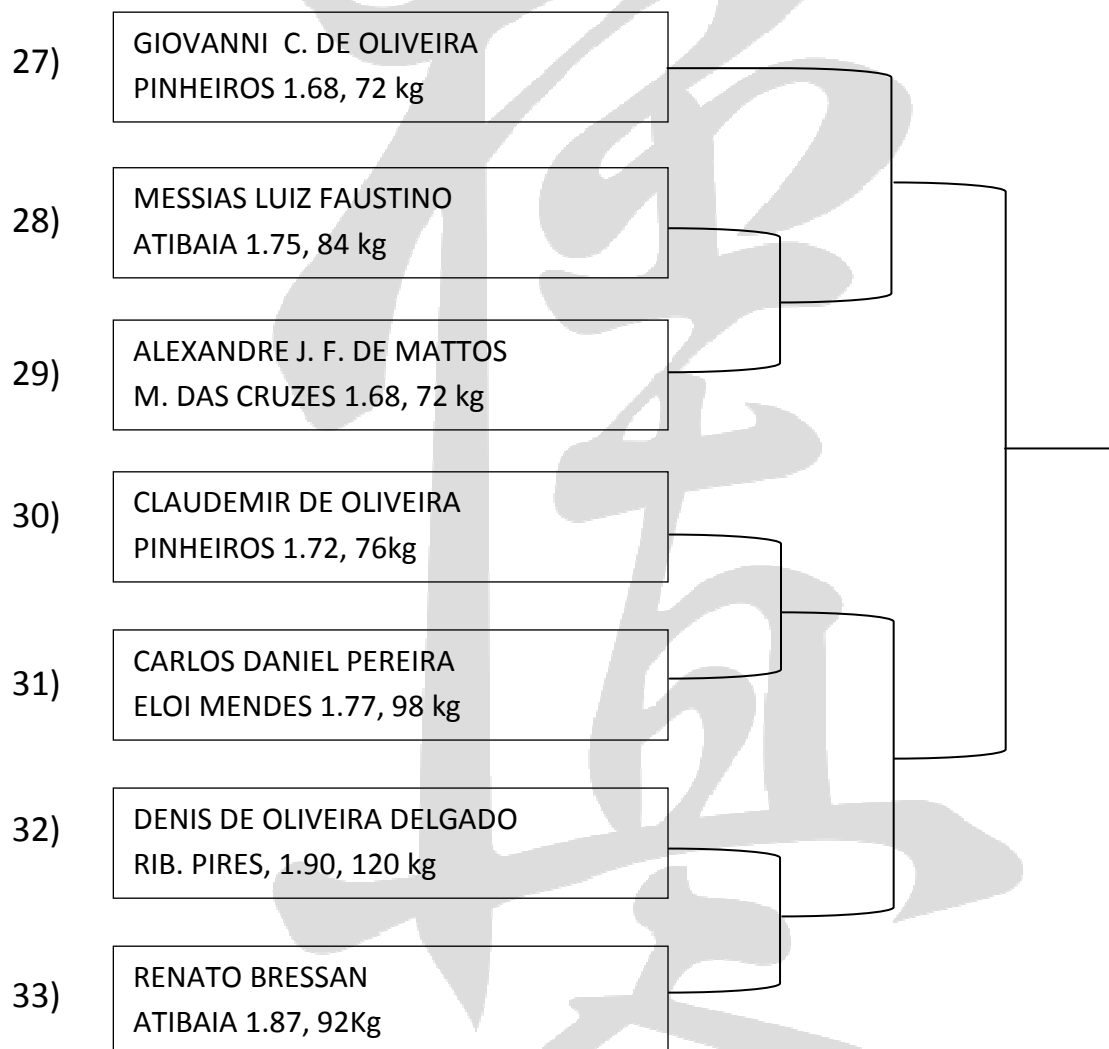 27)
GIOVANNI  C. DE OLIVEIRA
PINHEIROS 1.68, 72 kg
28)
MESSIAS LUIZ FAUSTINO
ATIBAIA 1.75, 84 kg
29)
ALEXANDRE J. F. DE MATTOS
M. DAS CRUZES 1.68, 72 kg
30)
CLAUDEMIR DE OLIVEIRA
PINHEIROS 1.72, 76kg
31)
CARLOS DANIEL PEREIRA
ELOI MENDES 1.77, 98 kg
32)
DENIS DE OLIVEIRA DELGADO
RIB. PIRES, 1.90, 120 kg
33)
RENATO BRESSAN
ATIBAIA 1.87, 92Kg